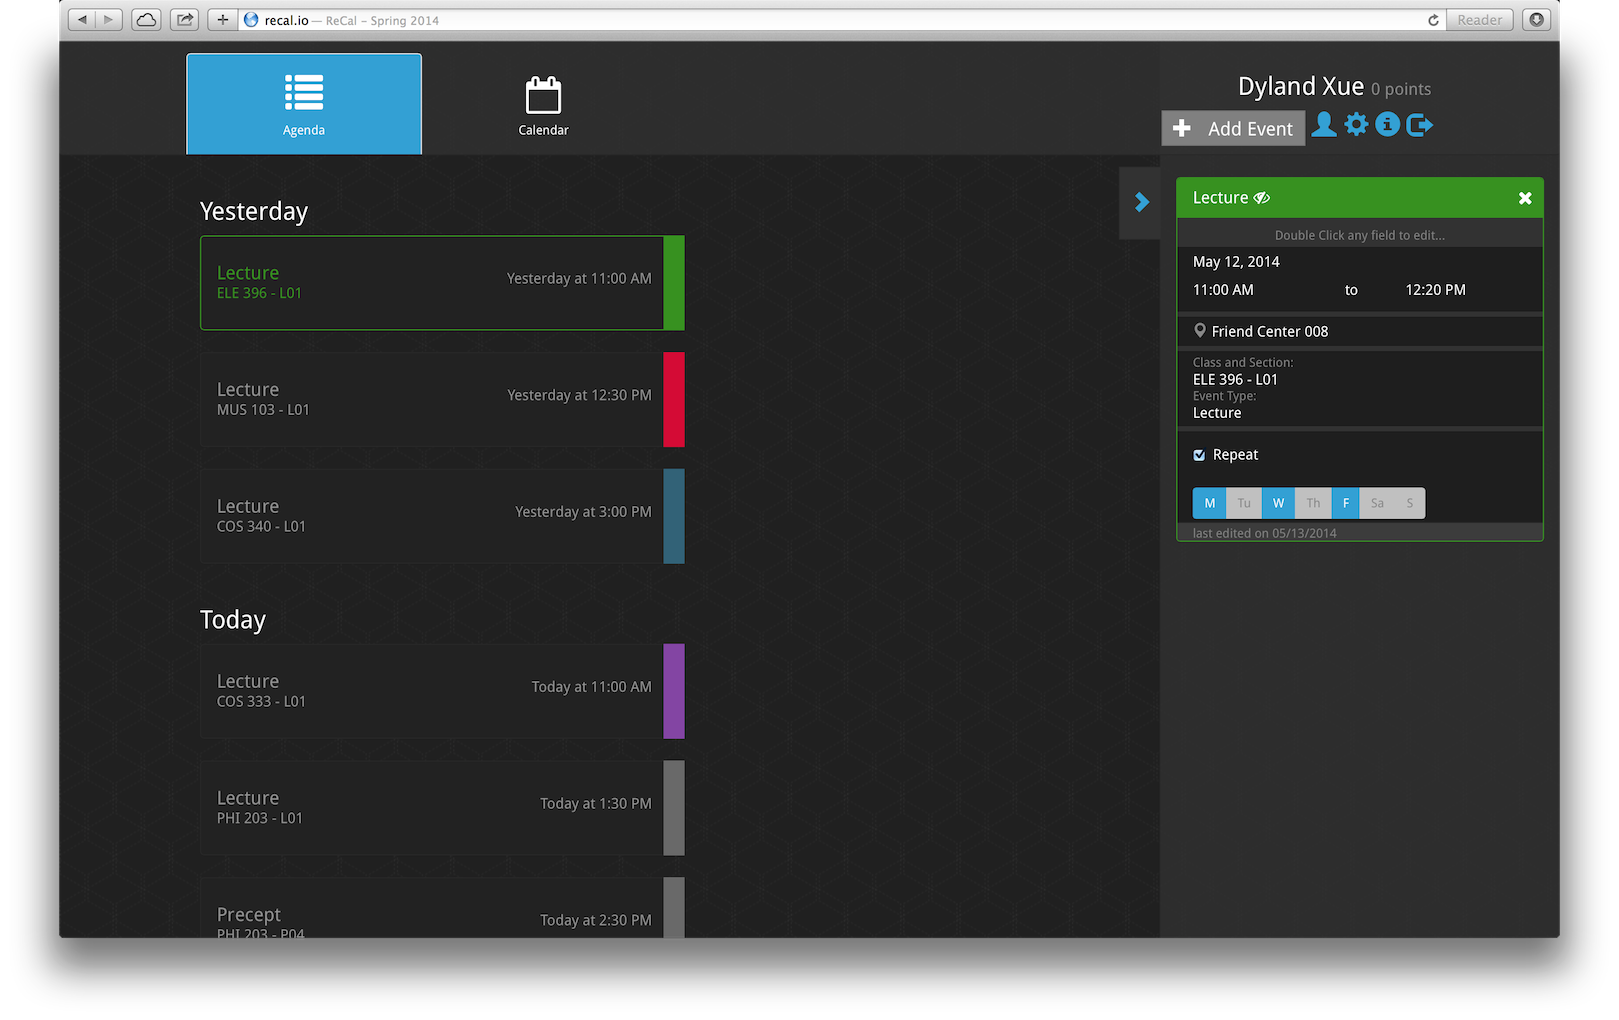 recal.io — ReCal – Spring 2014
Reader
Agenda
Calendar
Dyland Xue 0 points
Add Event
Yesterday
Lecture
ELE 396 - L01
Yesterday at 11:00 AM
Lecture
MUS 103 - L01
Yesterday at 12:30 PM
Lecture
COS 340 - L01
Yesterday at 3:00 PM
Today
Lecture
COS 333 - L01
Today at 11:00 AM
Lecture
PHI 203 - L01
Today at 1:30 PM
Precept
PHI 203 - P04
Today at 2:30 PM
Lecture
Double Click any field to edit...
May 12, 2014
11:00 AM to 12:20 PM
Friend Center 008
Class and Section:
ELE 396 - L01
Event Type:
Lecture
Repeat
M Tu W Th F Sa S
last edited on 05/13/2014